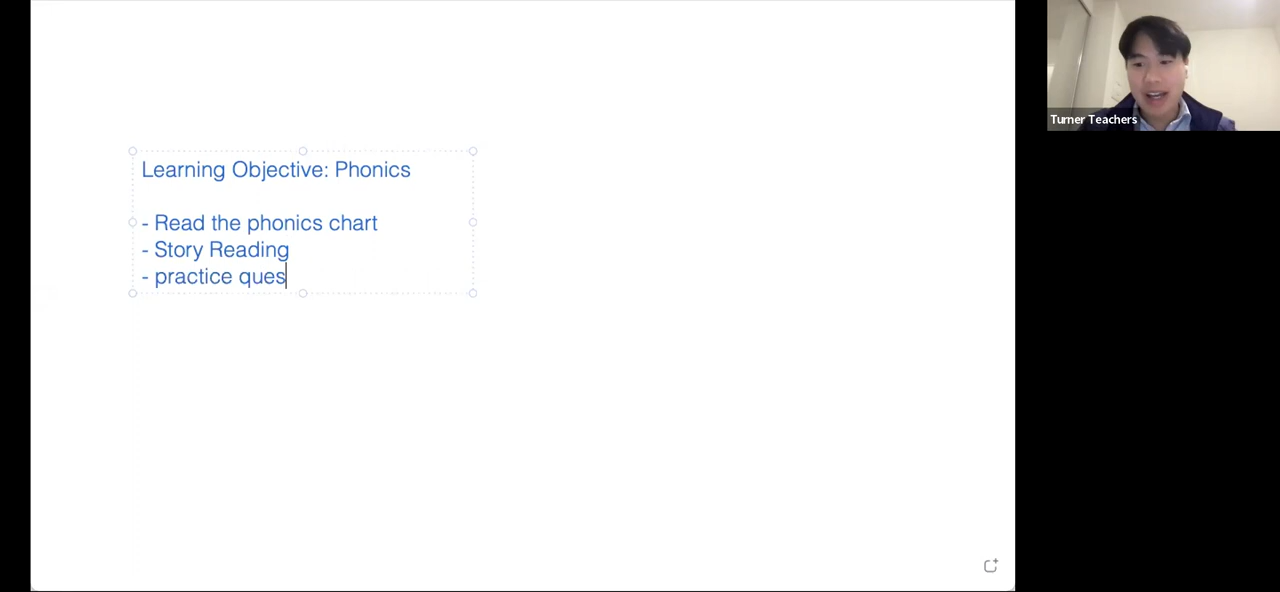 Learning Objective: Phonics
- Read the phonics chart
- Story Reading
- practice ques
Turner Teachers